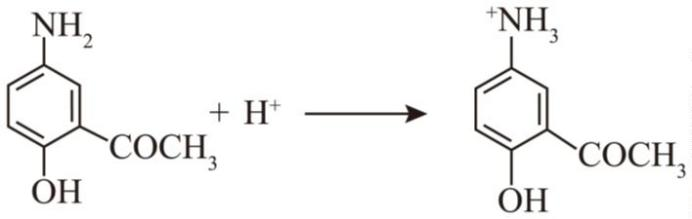 NH₂ ⁺NH₃
+ H⁺
COCH₃ COCH₃
OH OH